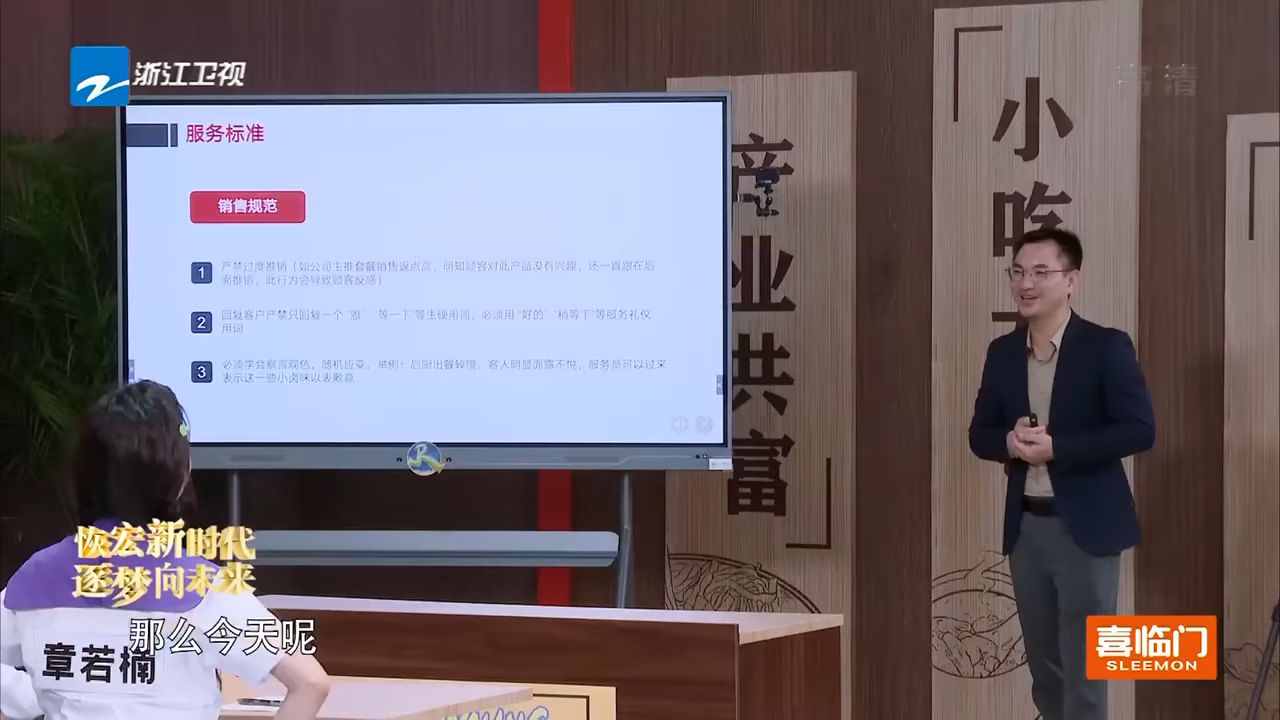 浙江卫视
高清
服务标准
销售规范
1
严禁过度推销（如公司主推套餐销售返点高，明知顾客对此产品没有兴趣，还一直跟在后
面推销，此行为会导致顾客反感）
2
回复客户严禁只回复一个“恩”“等一下”等生硬用词，必须用“好的”“稍等下”等服务礼仪
用词
3
必须学会察言观色，随机应变，举例：后厨出餐较慢，客人明显面露不悦，服务员可以过来
表示送一些小卤味以表歉意
产业共富
小吃
恢宏新时代
逐梦向未来
那么今天呢
章若楠
喜临门
SLEEMON